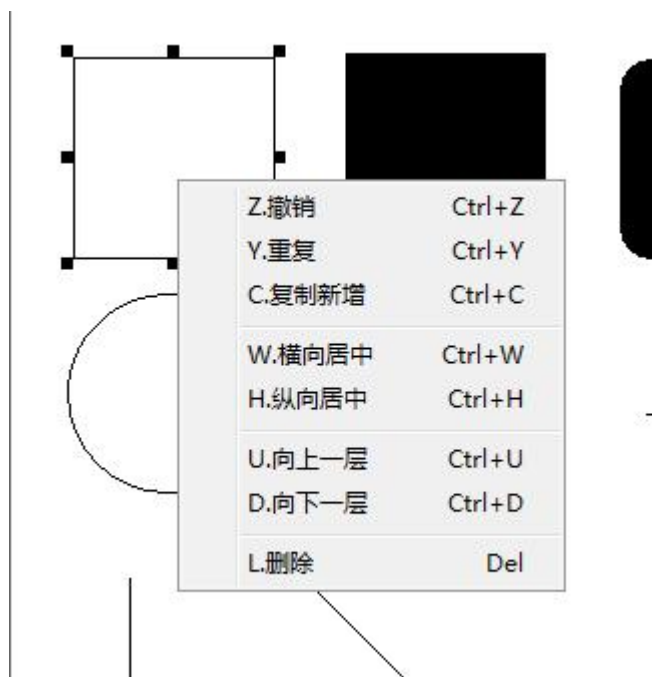 Z.撤销 Ctrl+Z
Y.重复 Ctrl+Y
C.复制新增 Ctrl+C
W.横向居中 Ctrl+W
H.纵向居中 Ctrl+H
U.向上一层 Ctrl+U
D.向下一层 Ctrl+D
L.删除 Del